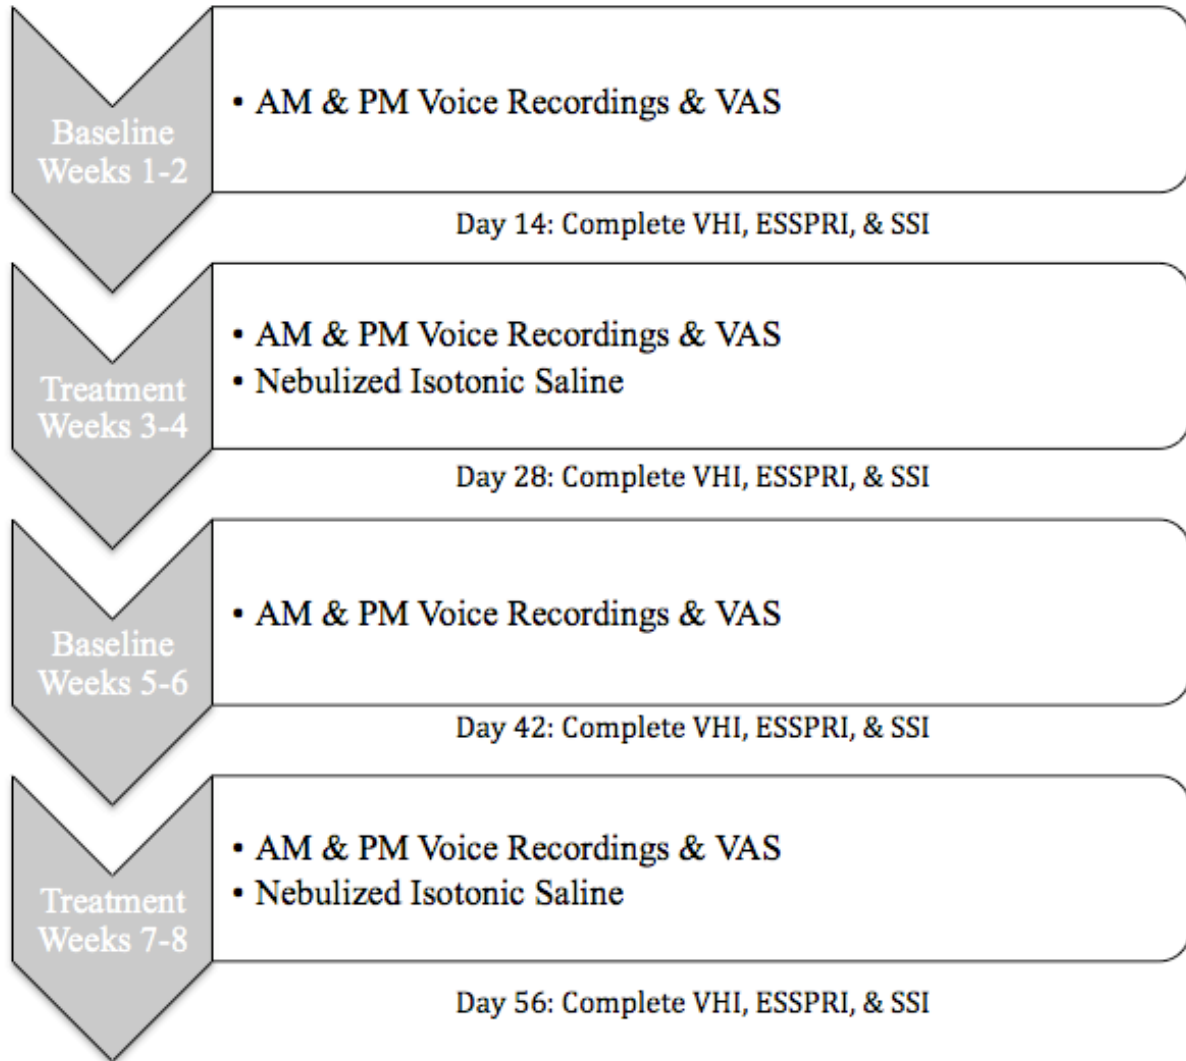 Baseline
Weeks 1-2
• AM & PM Voice Recordings & VAS
Day 14: Complete VHI, ESSPRI, & SSI
Treatment
Weeks 3-4
• AM & PM Voice Recordings & VAS
• Nebulized Isotonic Saline
Day 28: Complete VHI, ESSPRI, & SSI
Baseline
Weeks 5-6
• AM & PM Voice Recordings & VAS
Day 42: Complete VHI, ESSPRI, & SSI
Treatment
Weeks 7-8
• AM & PM Voice Recordings & VAS
• Nebulized Isotonic Saline
Day 56: Complete VHI, ESSPRI, & SSI